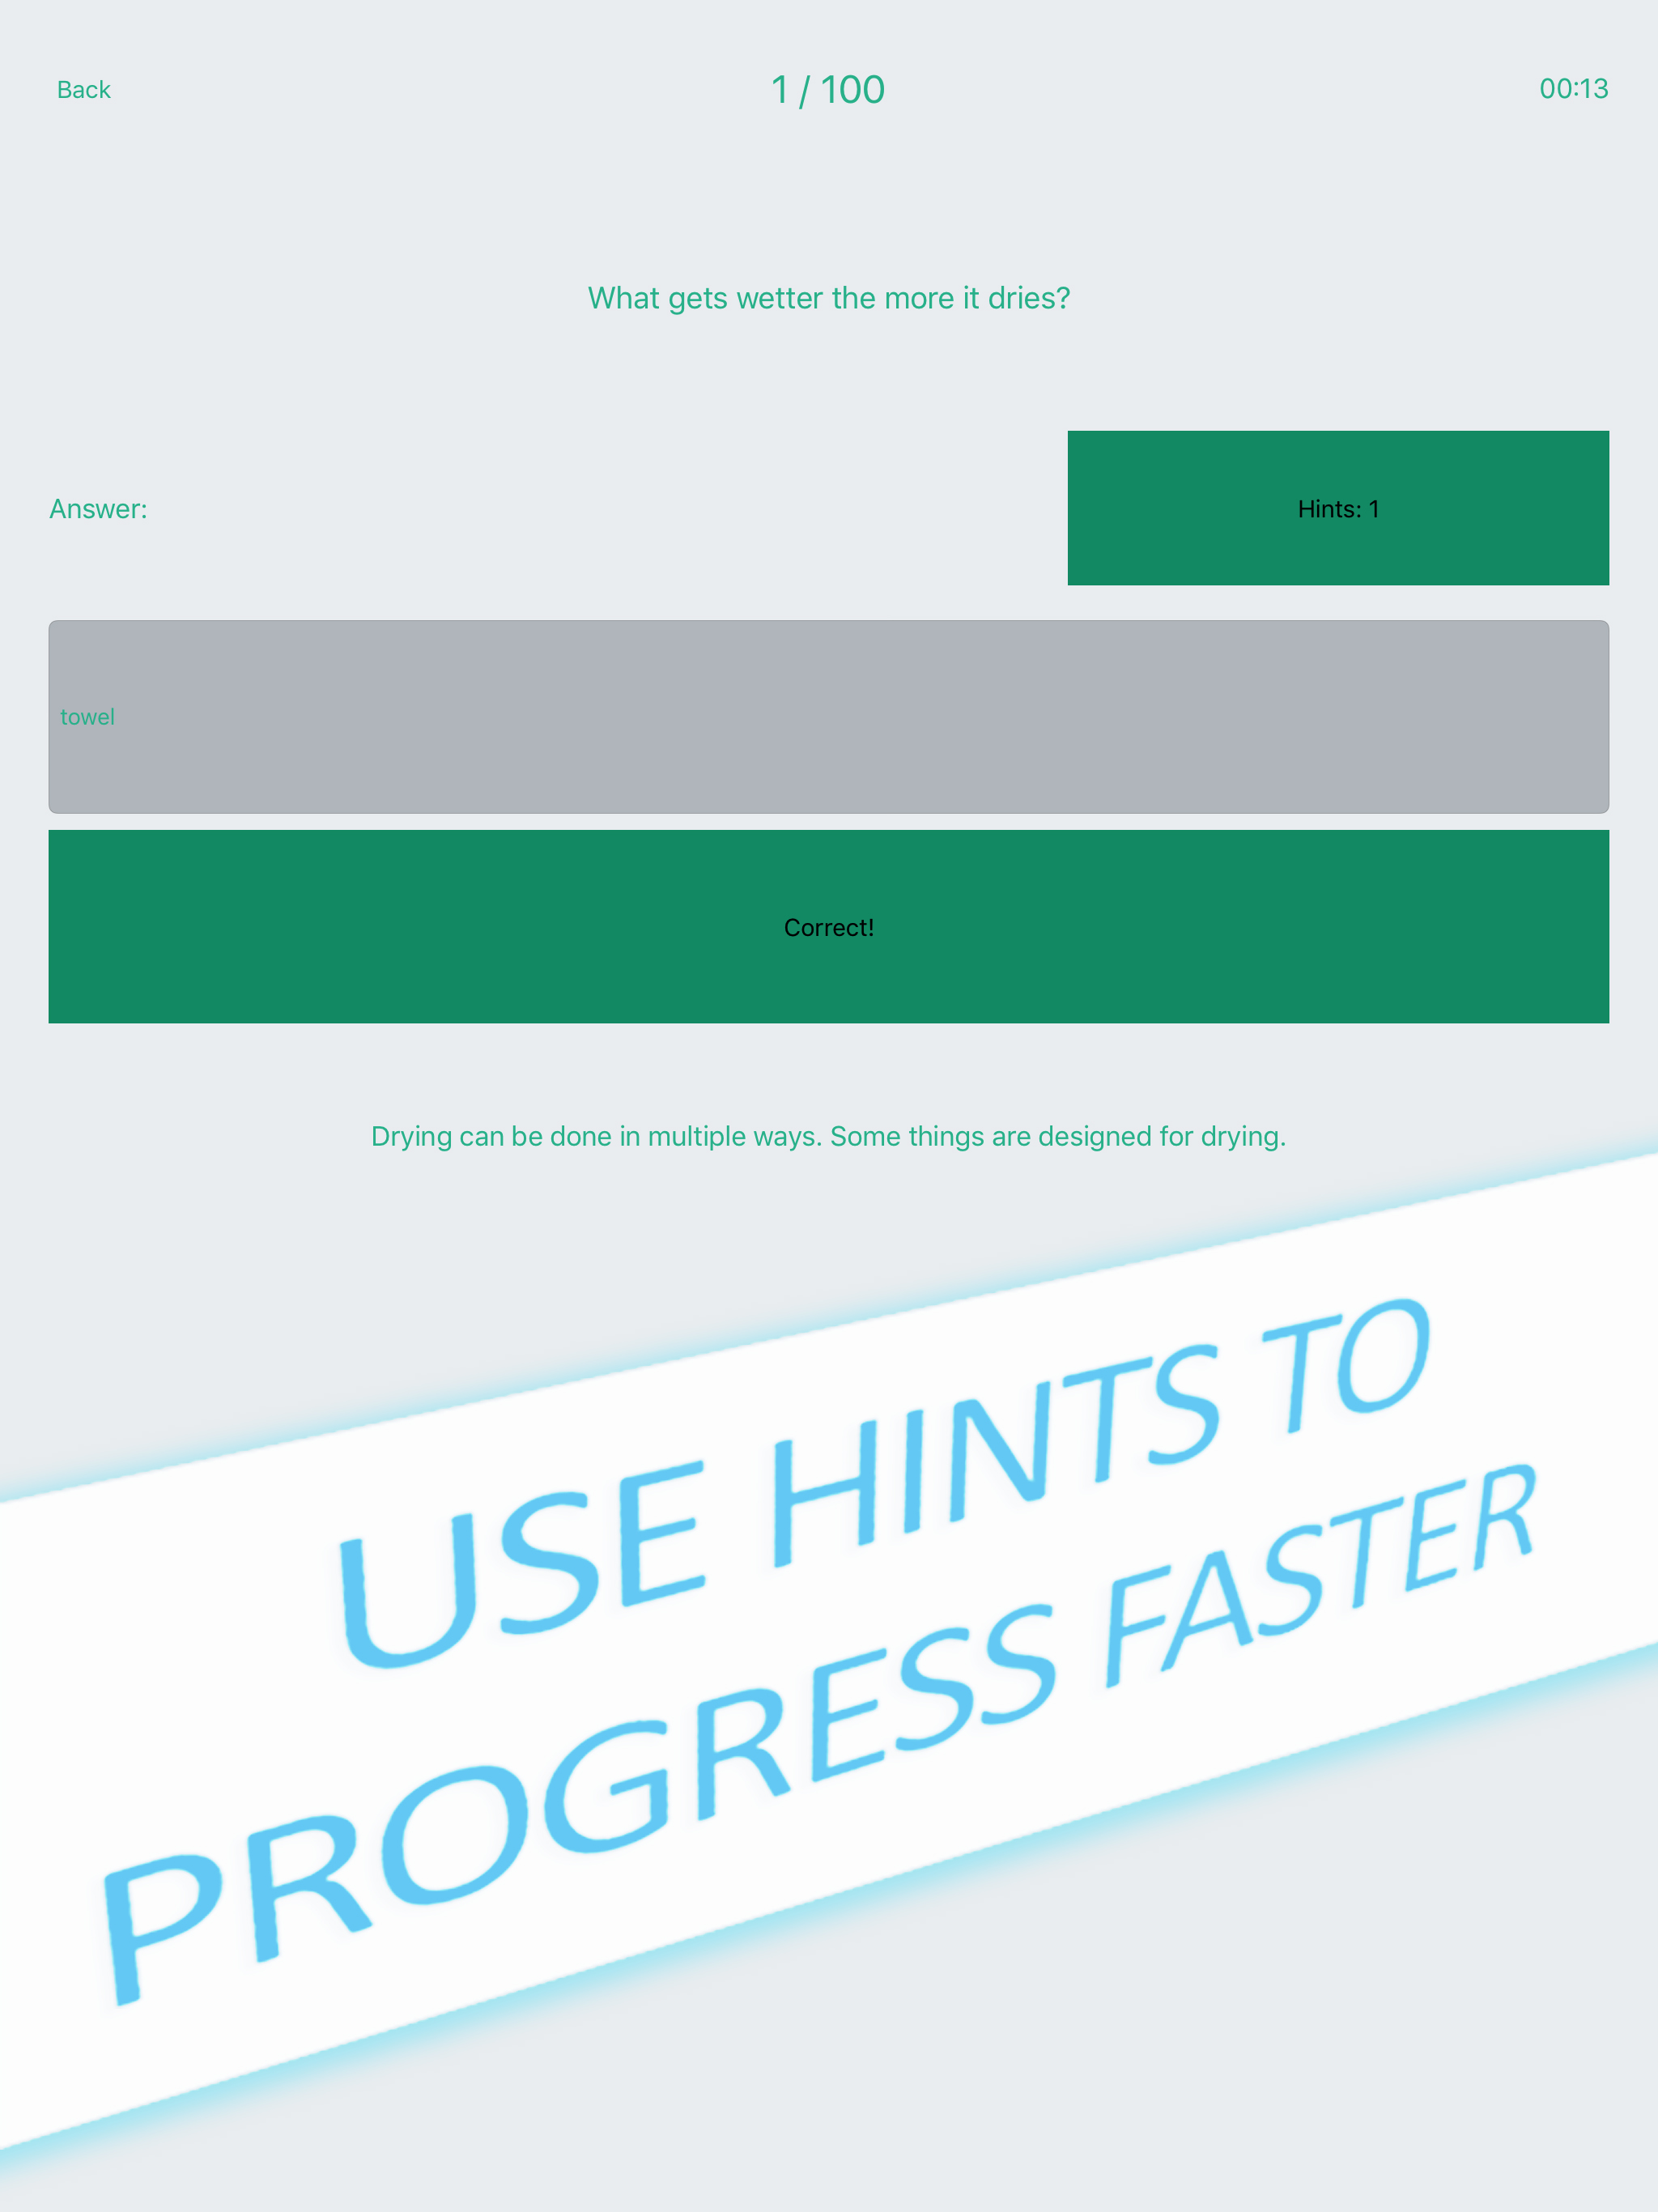 Back
1 / 100
00:13
What gets wetter the more it dries?
Answer:
Hints: 1
towel
Correct!
Drying can be done in multiple ways. Some things are designed for drying.
USE HINTS TO
PROGRESS FASTER